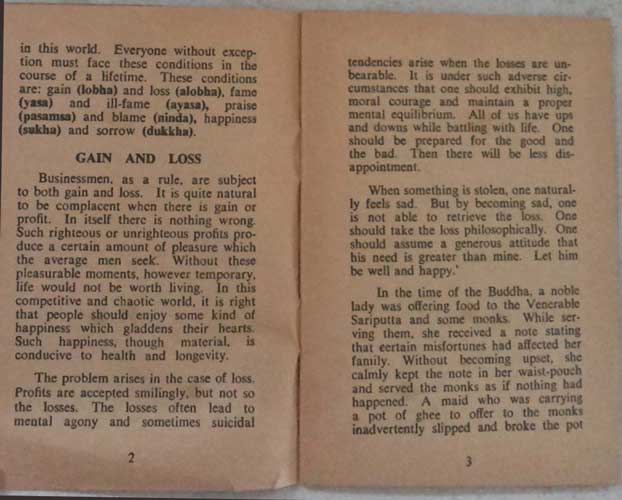 in this world. Everyone without excep-
tion must face these conditions in the
course of a lifetime. These conditions
are: gain (lobha) and loss (alobha), fame
(yasa) and ill-fame (ayasa), praise
(pasamsa) and blame (ninda), happiness
(sukha) and sorrow (dukkha).
GAIN AND LOSS
Businessmen, as a rule, are subject
to both gain and loss. It is quite natural
to be complacent when there is gain or
profit. In itself there is nothing wrong.
Such righteous or unrighteous profits pro-
duce a certain amount of pleasure which
the average men seek. Without these
pleasurable moments, however temporary,
life would not be worth living. In this
competitive and chaotic world, it is right
that people should enjoy some kind of
happiness which gladdens their hearts.
Such happiness, though material, is
conducive to health and longevity.
The problem arises in the case of loss.
Profits are accepted smilingly, but not so
the losses. The losses often lead to
mental agony and sometimes suicidal
2
tendencies arise when the losses are un-
bearable. It is under such adverse cir-
cumstances that one should exhibit high,
moral courage and maintain a proper
mental equilibrium. All of us have ups
and downs while battling with life. One
should be prepared for the good and
the bad. Then there will be less dis-
appointment.
When something is stolen, one natural-
ly feels sad. But by becoming sad, one
is not able to retrieve the loss. One
should take the loss philosophically. One
should assume a generous attitude that
his need is greater than mine. Let him
be well and happy.'
In the time of the Buddha, a noble
lady was offering food to the Venerable
Sariputta and some monks. While ser-
ving them, she received a note stating
that certain misfortunes had affected her
family. Without becoming upset, she
calmly kept the note in her waist-pouch
and served the monks as if nothing had
happened. A maid who was carrying
a pot of ghee to offer to the monks
inadvertently slipped and broke the pot
3